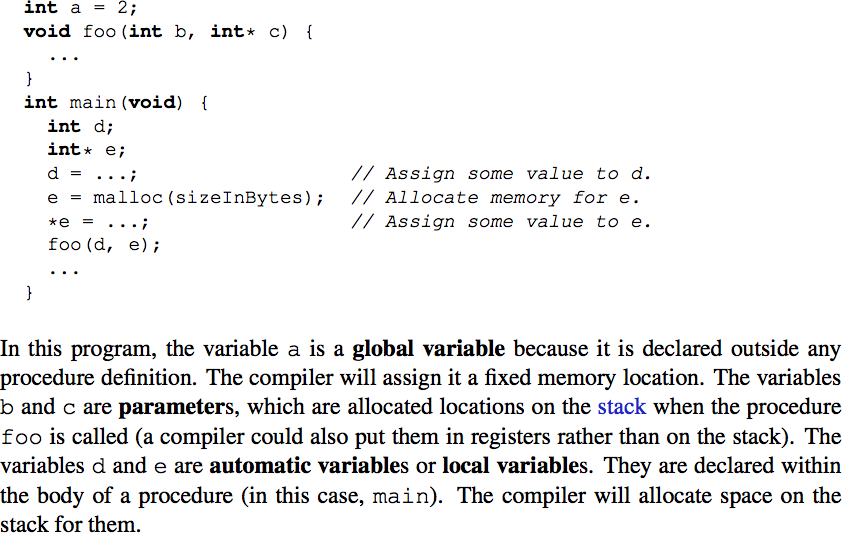 int a = 2;
void foo(int b, int* c) {
...
}
int main(void) {
int d;
int* e;
d = ...; // Assign some value to d.
e = malloc(sizeInBytes); // Allocate memory for e.
*e = ...; // Assign some value to e.
foo(d, e);
...
}
In this program, the variable a is a global variable because it is declared outside any
procedure definition. The compiler will assign it a fixed memory location. The variables
b and c are parameters, which are allocated locations on the stack when the procedure
foo is called (a compiler could also put them in registers rather than on the stack). The
variables d and e are automatic variables or local variables. They are declared within
the body of a procedure (in this case, main). The compiler will allocate space on the
stack for them.